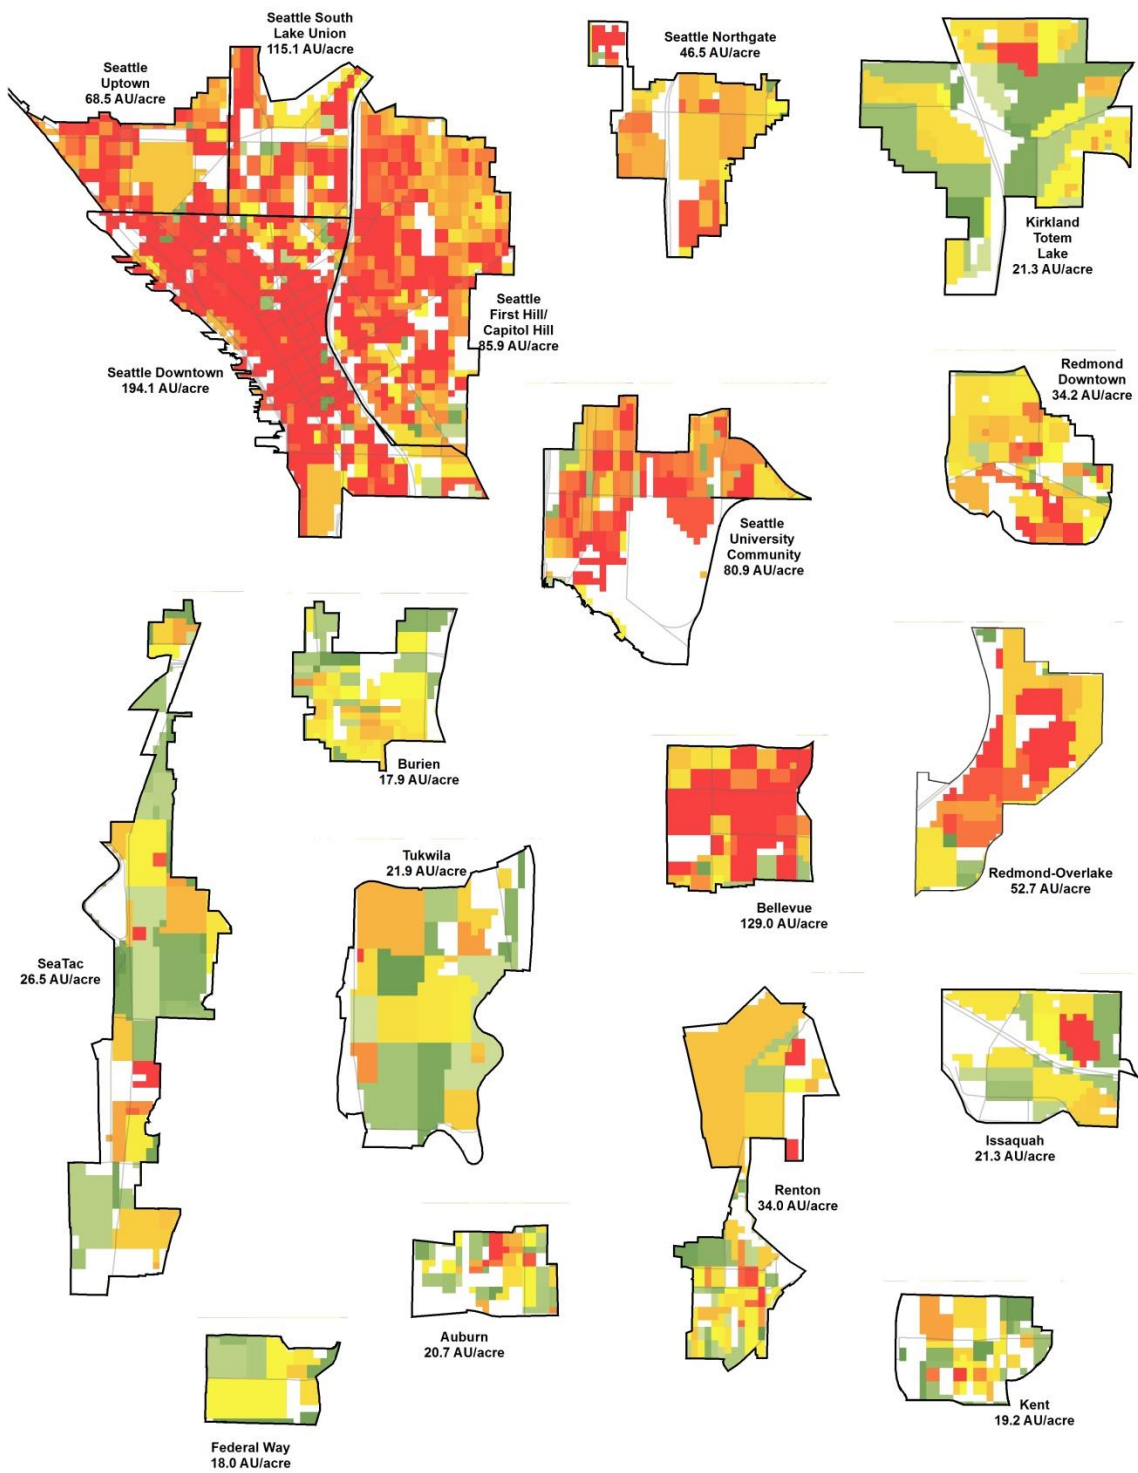 Seattle South
Lake Union
115.1 AU/acre
Seattle
Uptown
68.5 AU/acre
Seattle Northgate
46.5 AU/acre
Kirkland
Totem
Lake
21.3 AU/acre
Seattle
First Hill/
Capitol Hill
85.9 AU/acre
Seattle Downtown
194.1 AU/acre
Redmond
Downtown
34.2 AU/acre
Seattle
University
Community
80.9 AU/acre
Burien
17.9 AU/acre
Tukwila
21.9 AU/acre
Bellevue
129.0 AU/acre
Redmond-Overlake
52.7 AU/acre
SeaTac
26.5 AU/acre
Issaquah
21.3 AU/acre
Renton
34.0 AU/acre
Auburn
20.7 AU/acre
Kent
19.2 AU/acre
Federal Way
18.0 AU/acre